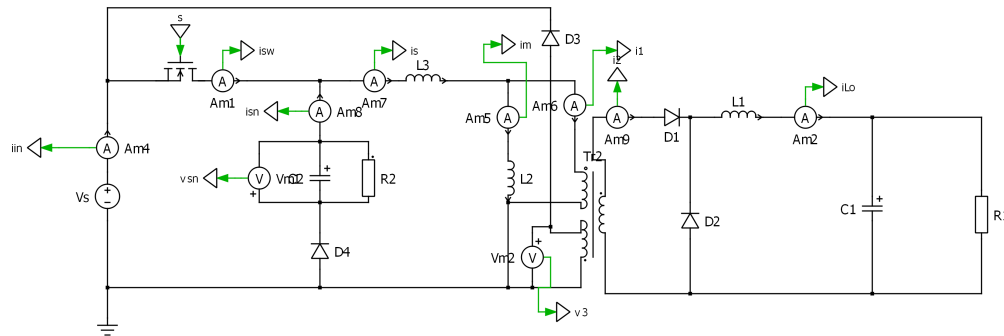 s
D3
isw
is
im
i1
i2
L3
iLo
A
A
Am1
Am7
isn
A
Am8
Am5
A
Am6
A
A
Am9
D1
L1
A
Am2
iin
A
Am4
Tr2
vsn
V
Vm1
R2
L2
Vs
C1
D2
D4
Vm2
V
v3